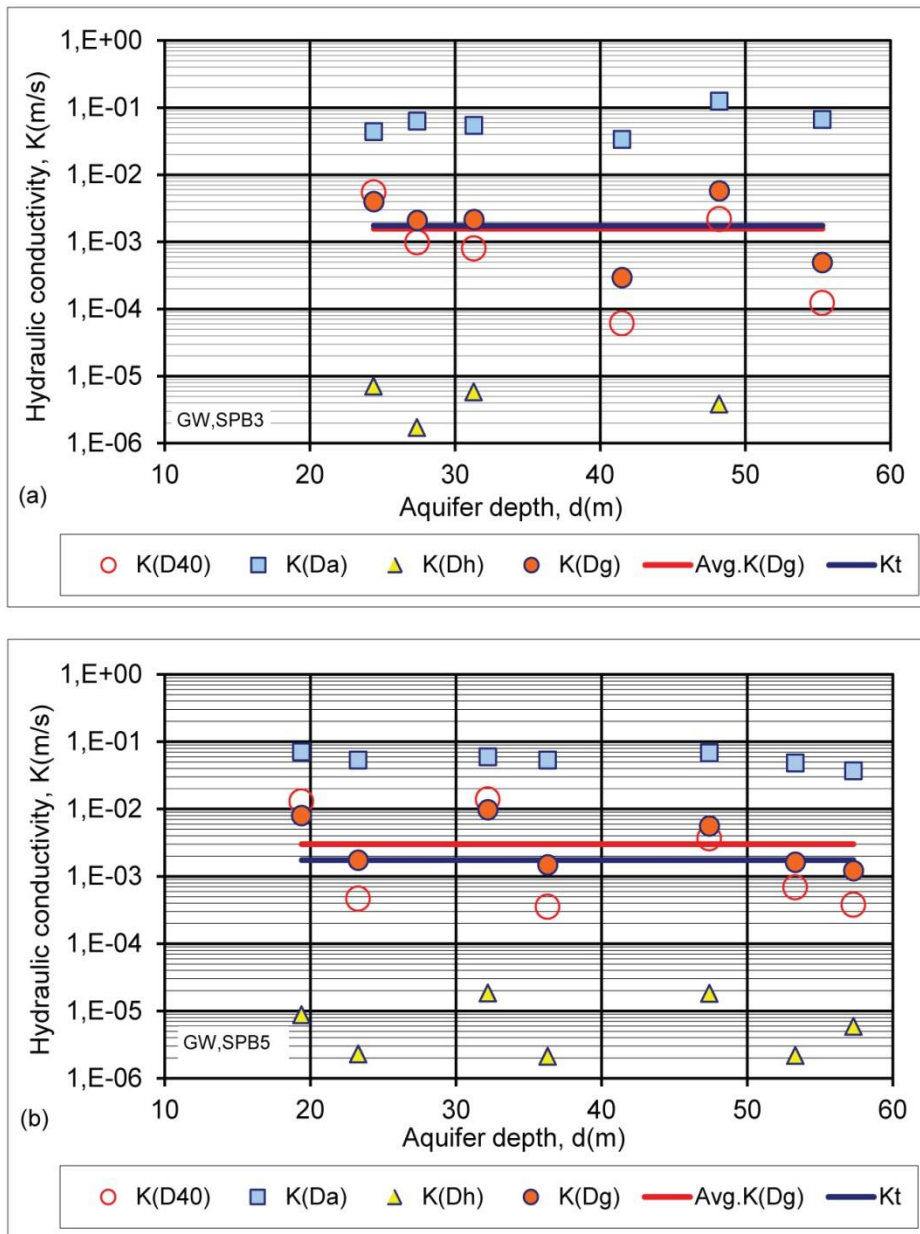 Hydraulic conductivity, K(m/s)
1,E+00
1,E-01
1,E-02
1,E-03
1,E-04
1,E-05
1,E-06
GW,SPB3
10 20 30 40 50 60
(a)
Aquifer depth, d(m)
K(D40) K(Da) K(Dh) K(Dg) Avg.K(Dg) Kt
Hydraulic conductivity, K(m/s)
1,E+00
1,E-01
1,E-02
1,E-03
1,E-04
1,E-05
1,E-06
GW,SPB5
10 20 30 40 50 60
(b)
Aquifer depth, d(m)
K(D40) K(Da) K(Dh) K(Dg) Avg.K(Dg) Kt